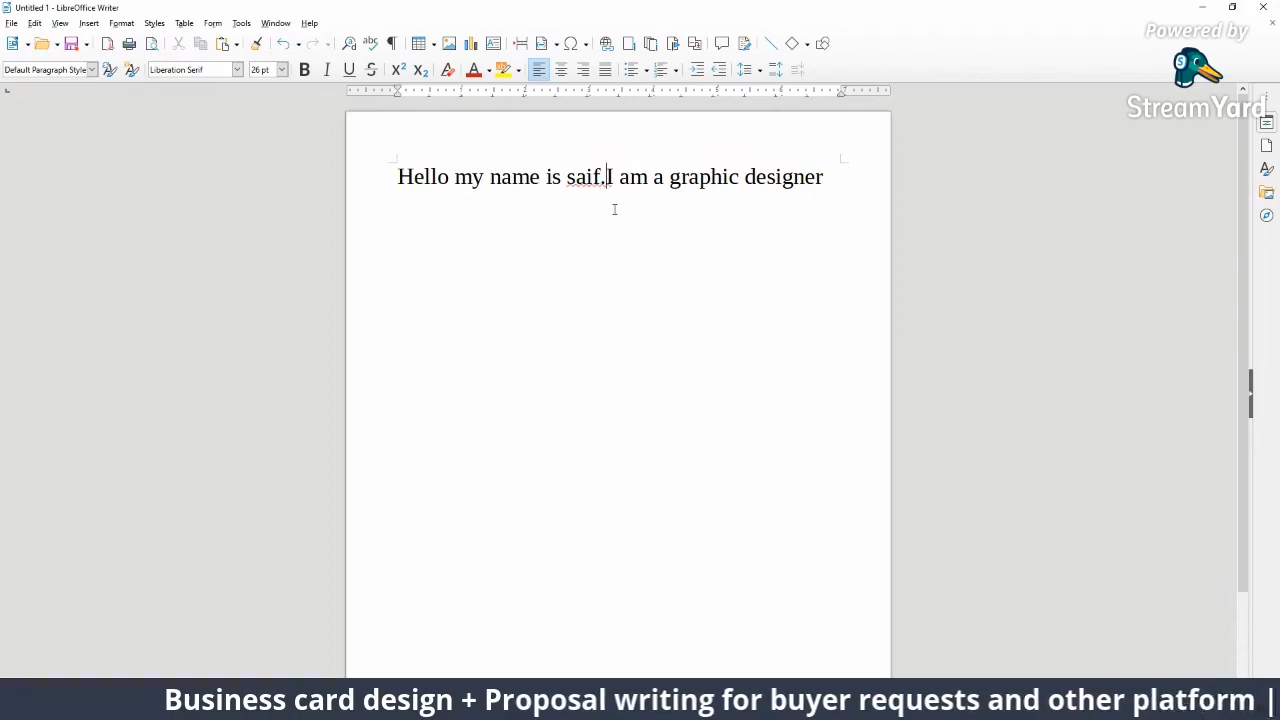 Untitled 1 - LibreOffice Writer
File Edit View Insert Format Styles Table Form Tools Window Help
Powered by
StreamYard
Default Paragraph Style Liberation Serif 26 pt
Hello my name is saif.I am a graphic designer
Business card design + Proposal writing for buyer requests and other platform |